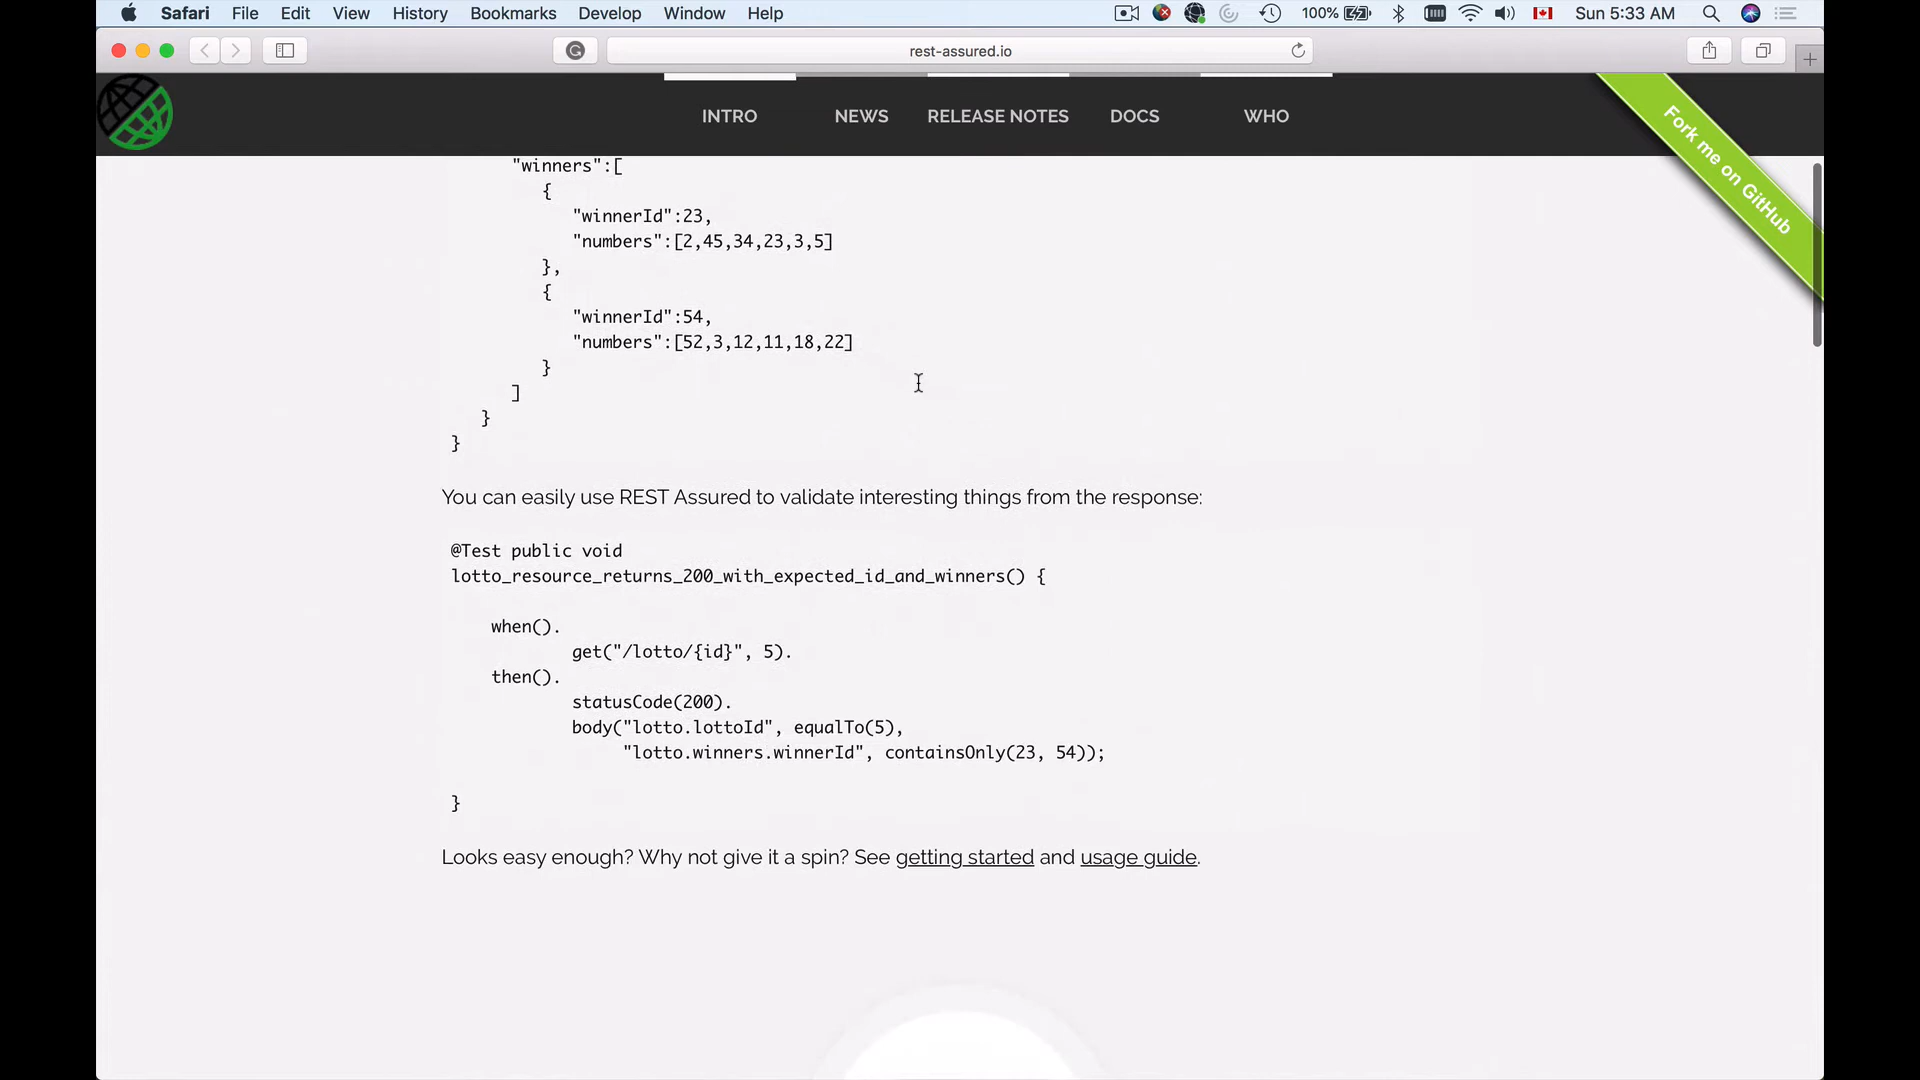 Safari File Edit View History Bookmarks Develop Window Help 100% Sun 5:33 AM
rest-assured.io
INTRO NEWS RELEASE NOTES DOCS WHO
Fork me on GitHub
"winners":[
{
"winnerId":23,
"numbers":[2,45,34,23,3,5]
},
{
"winnerId":54,
"numbers":[52,3,12,11,18,22]
}
]
}
}
You can easily use REST Assured to validate interesting things from the response:
@Test public void
lotto_resource_returns_200_with_expected_id_and_winners() {
when().
get("/lotto/{id}", 5).
then().
statusCode(200).
body("lotto.lottoId", equalTo(5),
"lotto.winners.winnerId", containsOnly(23, 54));
}
Looks easy enough? Why not give it a spin? See getting started and usage guide.